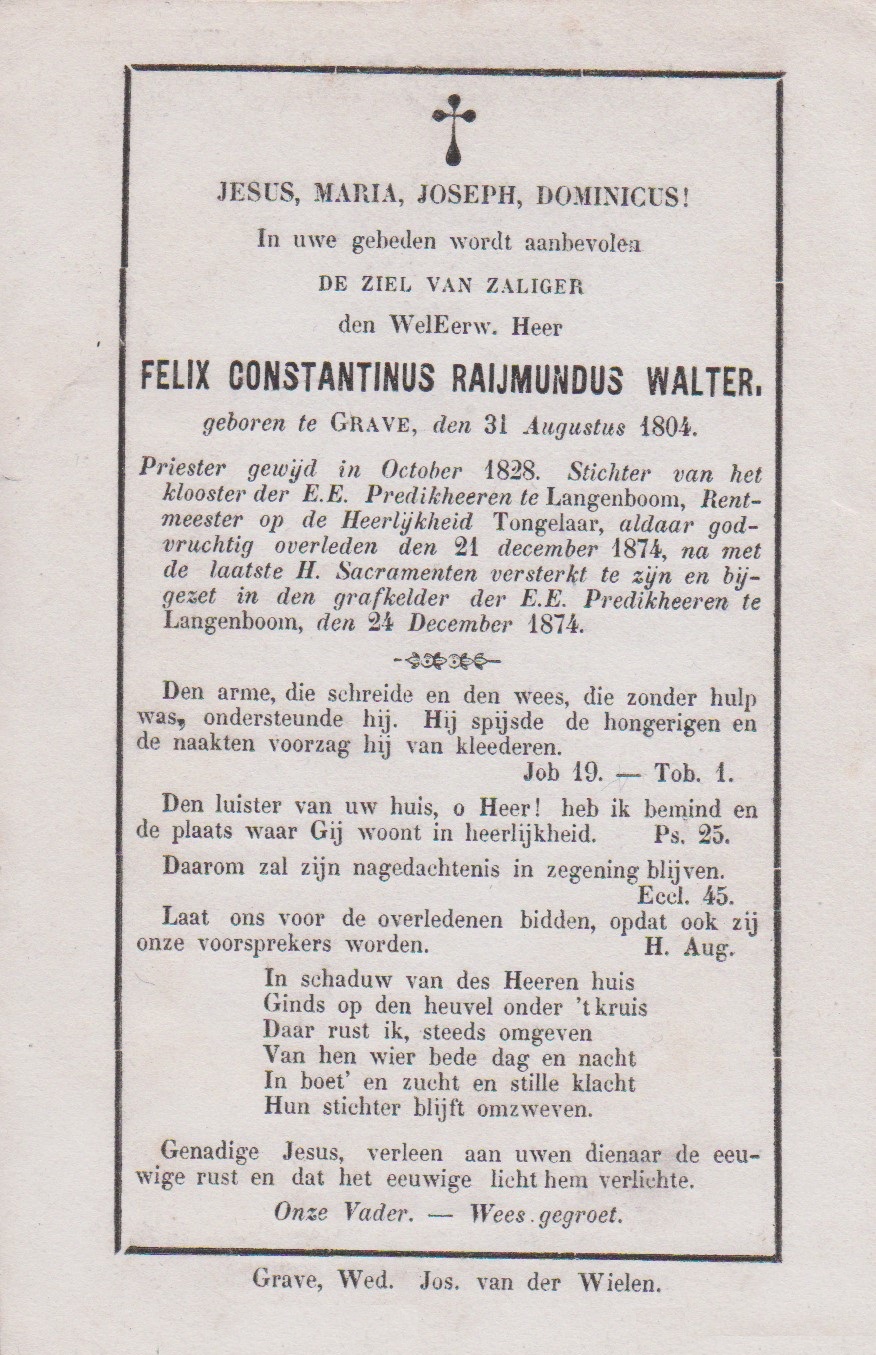 JESUS, MARIA, JOSEPH, DOMINICUS!
In uwe gebeden wordt aanbevolen
DE ZIEL VAN ZALIGER
den WelEerw. Heer
FELIX CONSTANTINUS RAIJMUNDUS WALTER.
geboren te GRAVE, den 31 Augustus 1804.
Priester gewijd in October 1828. Stichter van het
klooster der E.E. Predikheeren te Langenboom, Rent-
meester op de Heerlijkheid Tongelaar, aldaar god-
vruchtig overleden den 21 december 1874, na met
de laatste H. Sacramenten versterkt te zijn en bij-
gezet in den grafkelder der E.E. Predikheeren te
Langenboom, den 24 December 1874.
Den arme, die schreide en den wees, die zonder hulp
was, ondersteunde hij. Hij spijsde de hongerigen en
de naakten voorzag hij van kleederen.
Job 19. — Tob. 1.
Den luister van uw huis, o Heer! heb ik bemind en
de plaats waar Gij woont in heerlijkheid. Ps. 25.
Daarom zal zijn nagedachtenis in zegening blijven.
Eccl. 45.
Laat ons voor de overledenen bidden, opdat ook zij
onze voorsprekers worden. H. Aug.
In schaduw van des Heeren huis
Ginds op den heuvel onder 't kruis
Daar rust ik, steeds omgeven
Van hen wier bede dag en nacht
In boet' en zucht en stille klacht
Hun stichter blijft omzweven.
Genadige Jesus, verleen aan uwen dienaar de eeu-
wige rust en dat het eeuwige licht hem verlichte.
Onze Vader. — Wees gegroet.
Grave, Wed. Jos. van der Wielen.